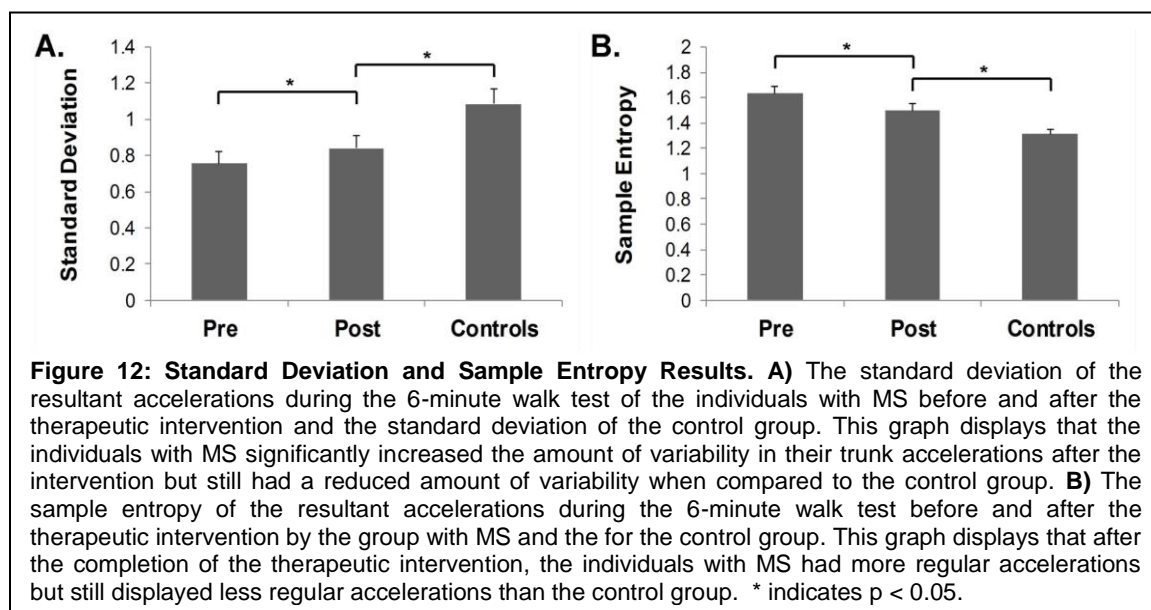 A.
1.4
1.2
1
0.8
0.6
0.4
0.2
0
Standard Deviation
*
*
Pre Post Controls
B.
2
1.8
1.6
1.4
1.2
1
0.8
0.6
0.4
0.2
0
Sample Entropy
*
*
Pre Post Controls
Figure 12: Standard Deviation and Sample Entropy Results. A) The standard deviation of the
resultant accelerations during the 6-minute walk test of the individuals with MS before and after the
therapeutic intervention and the standard deviation of the control group. This graph displays that the
individuals with MS significantly increased the amount of variability in their trunk accelerations after the
intervention but still had a reduced amount of variability when compared to the control group. B) The
sample entropy of the resultant accelerations during the 6-minute walk test before and after the
therapeutic intervention by the group with MS and the for the control group. This graph displays that after
the completion of the therapeutic intervention, the individuals with MS had more regular accelerations
but still displayed less regular accelerations than the control group. * indicates p < 0.05.